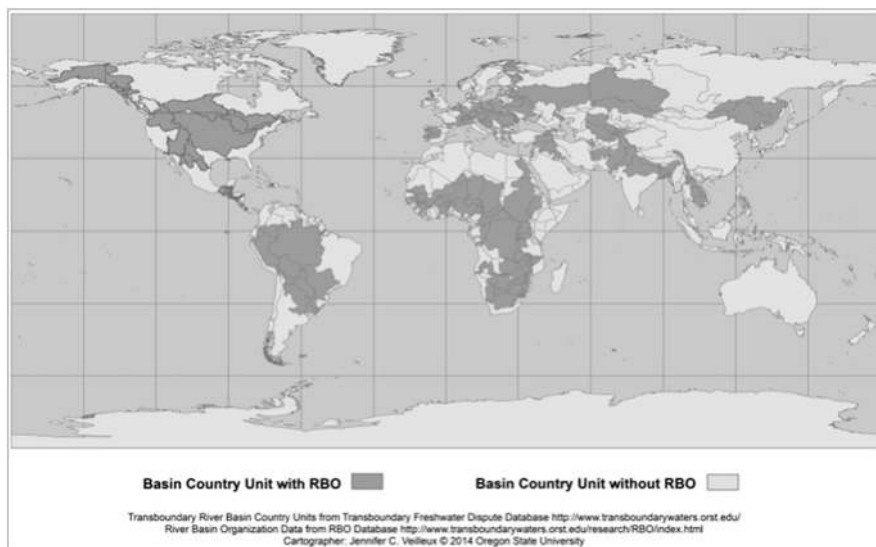 Basin Country Unit with RBO
Basin Country Unit without RBO
Transboundary River Basin Country Units from Transboundary Freshwater Dispute Database http://www.transboundarywaters.orst.edu/
River Basin Organization Data from RBO Database http://www.transboundarywaters.orst.edu/research/RBO/index.html
Cartographer: Jennifer C. Veilleux © 2014 Oregon State University